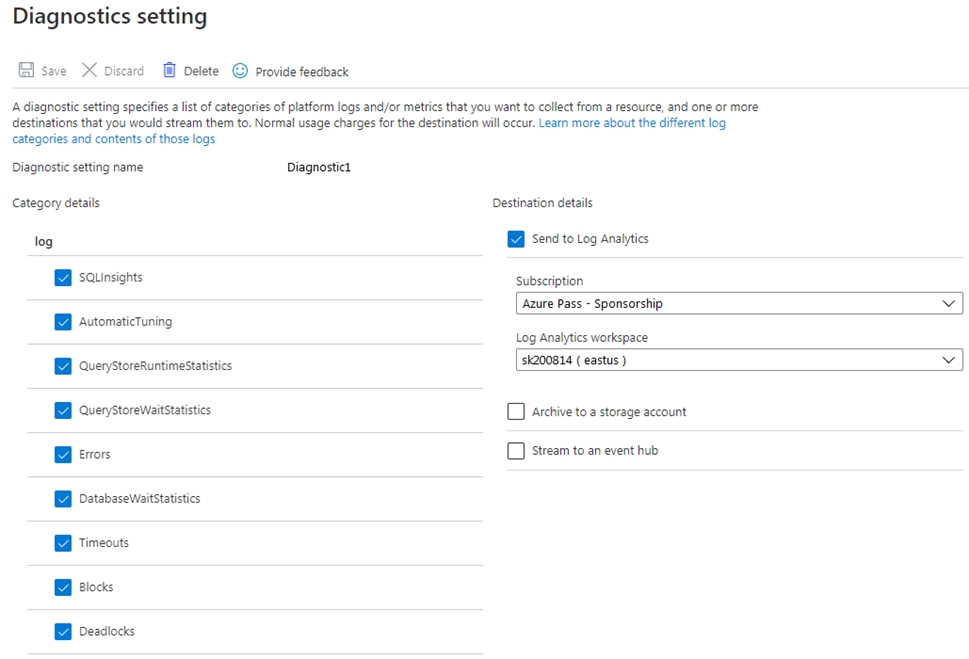 Diagnostics setting
Save Discard Delete Provide feedback
A diagnostic setting specifies a list of categories of platform logs and/or metrics that you want to collect from a resource, and one or more
destinations that you would stream them to. Normal usage charges for the destination will occur. Learn more about the different log
categories and contents of those logs
Diagnostic setting name Diagnostic1
Category details
log
SQLInsights
AutomaticTuning
QueryStoreRuntimeStatistics
QueryStoreWaitStatistics
Errors
DatabaseWaitStatistics
Timeouts
Blocks
Deadlocks
Destination details
Send to Log Analytics
Subscription
Azure Pass - Sponsorship
Log Analytics workspace
sk200814 ( eastus )
Archive to a storage account
Stream to an event hub